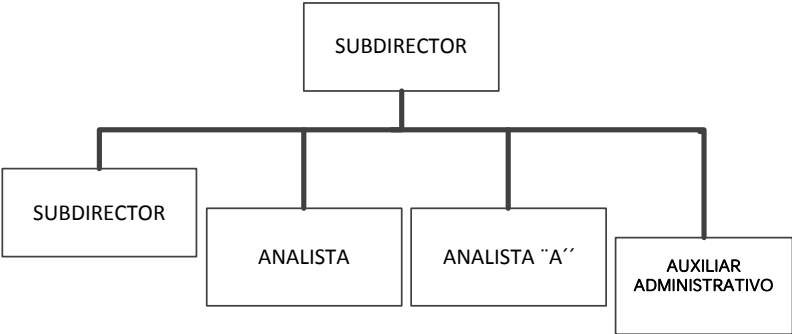 SUBDIRECTOR
SUBDIRECTOR
ANALISTA
ANALISTA ¨A´´
AUXILIAR
ADMINISTRATIVO